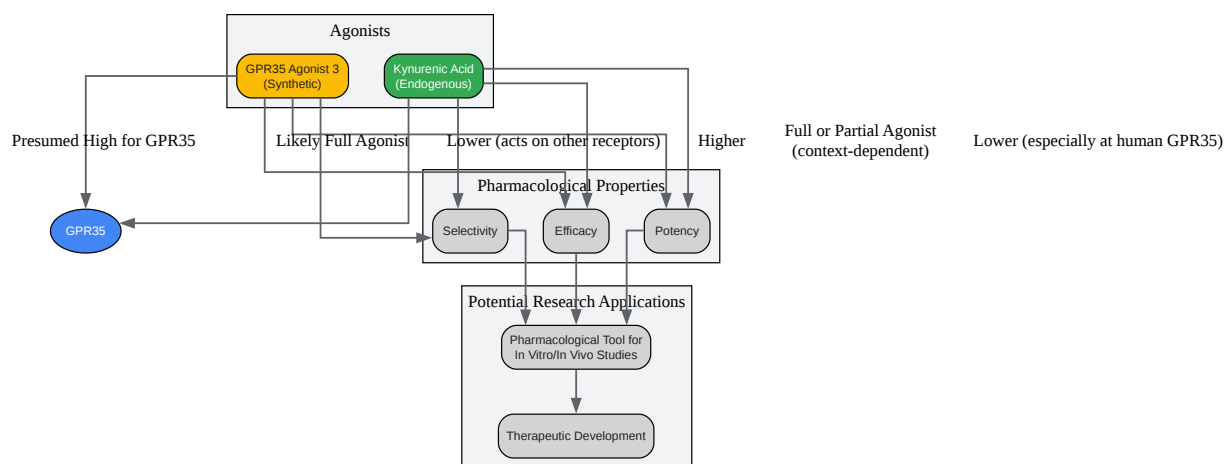 Agonists
GPR35 Agonist 3
(Synthetic)
Kynurenic Acid
(Endogenous)
Presumed High for GPR35
Likely Full Agonist
Lower (acts on other receptors)
Higher
Full or Partial Agonist
(context-dependent)
Lower (especially at human GPR35)
Pharmacological Properties
GPR35
Selectivity
Efficacy
Potency
Potential Research Applications
Pharmacological Tool for
In Vitro/In Vivo Studies
Therapeutic Development